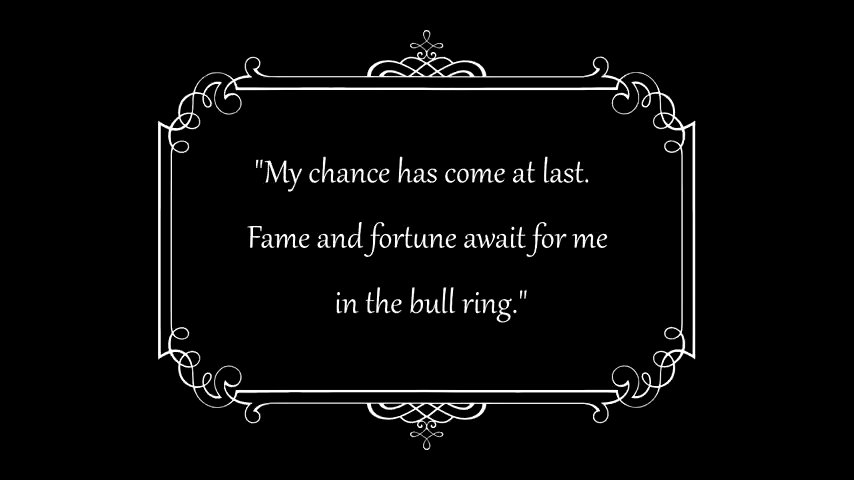 "My chance has come at last.
Fame and fortune await for me
in the bull ring."